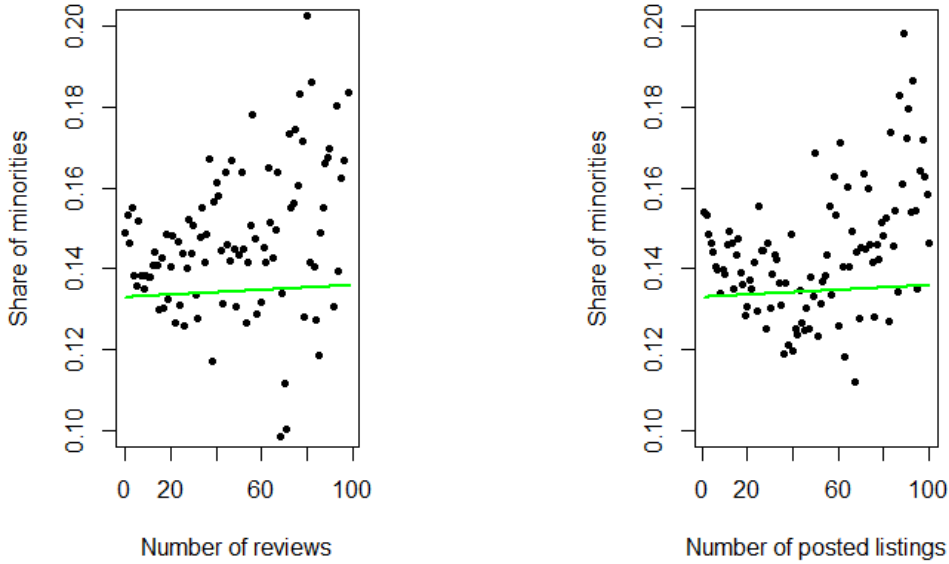 0.20
0.18
0.16
0.14
0.12
0.10
Share of minorities
0 20 60 100
Number of reviews
0.20
0.18
0.16
0.14
0.12
0.10
Share of minorities
0 20 60 100
Number of posted listings